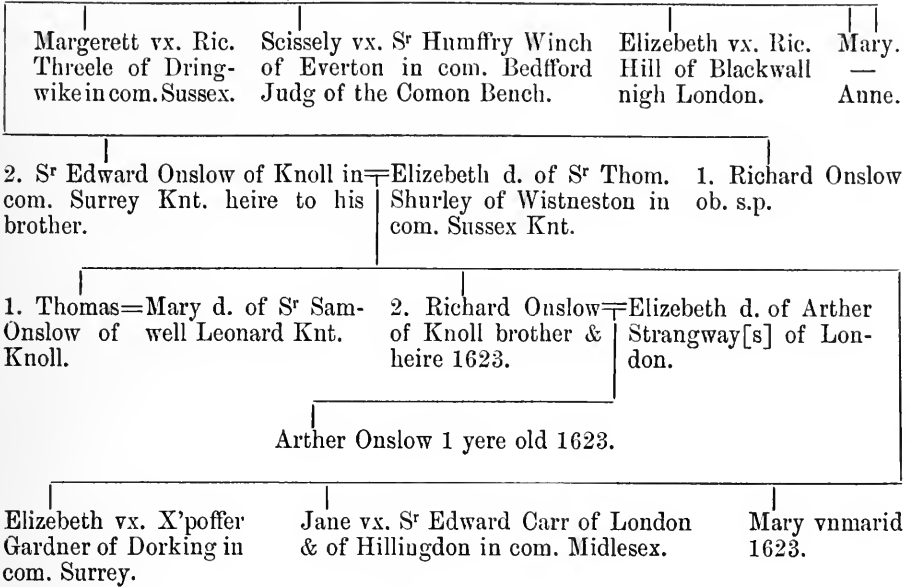 Margerett vx. Ric.
Threele of Dring-
wike in com. Sussex.
Scissely vx. Sʳ Humffry Winch
of Everton in com. Bedfford
Judg of the Comon Bench.
Elizebeth vx. Ric.
Hill of Blackwall
nigh London.
Mary.
—
Anne.
2. Sʳ Edward Onslow of Knoll in
com. Surrey Knt. heire to his
brother.
Elizebeth d. of Sʳ Thom.
Shurley of Wistneston in
com. Sussex Knt.
1. Richard Onslow
ob. s.p.
1. Thomas=Mary d. of Sʳ Sam-
Onslow of well Leonard Knt.
Knoll.
2. Richard Onslow
of Knoll brother &
heire 1623.
Elizebeth d. of Arther
Strangway[s] of Lon-
don.
Arther Onslow 1 yere old 1623.
Elizebeth vx. X'poffer
Gardner of Dorking in
com. Surrey.
Jane vx. Sʳ Edward Carr of London
& of Hillingdon in com. Midlesex.
Mary vnmarid
1623.